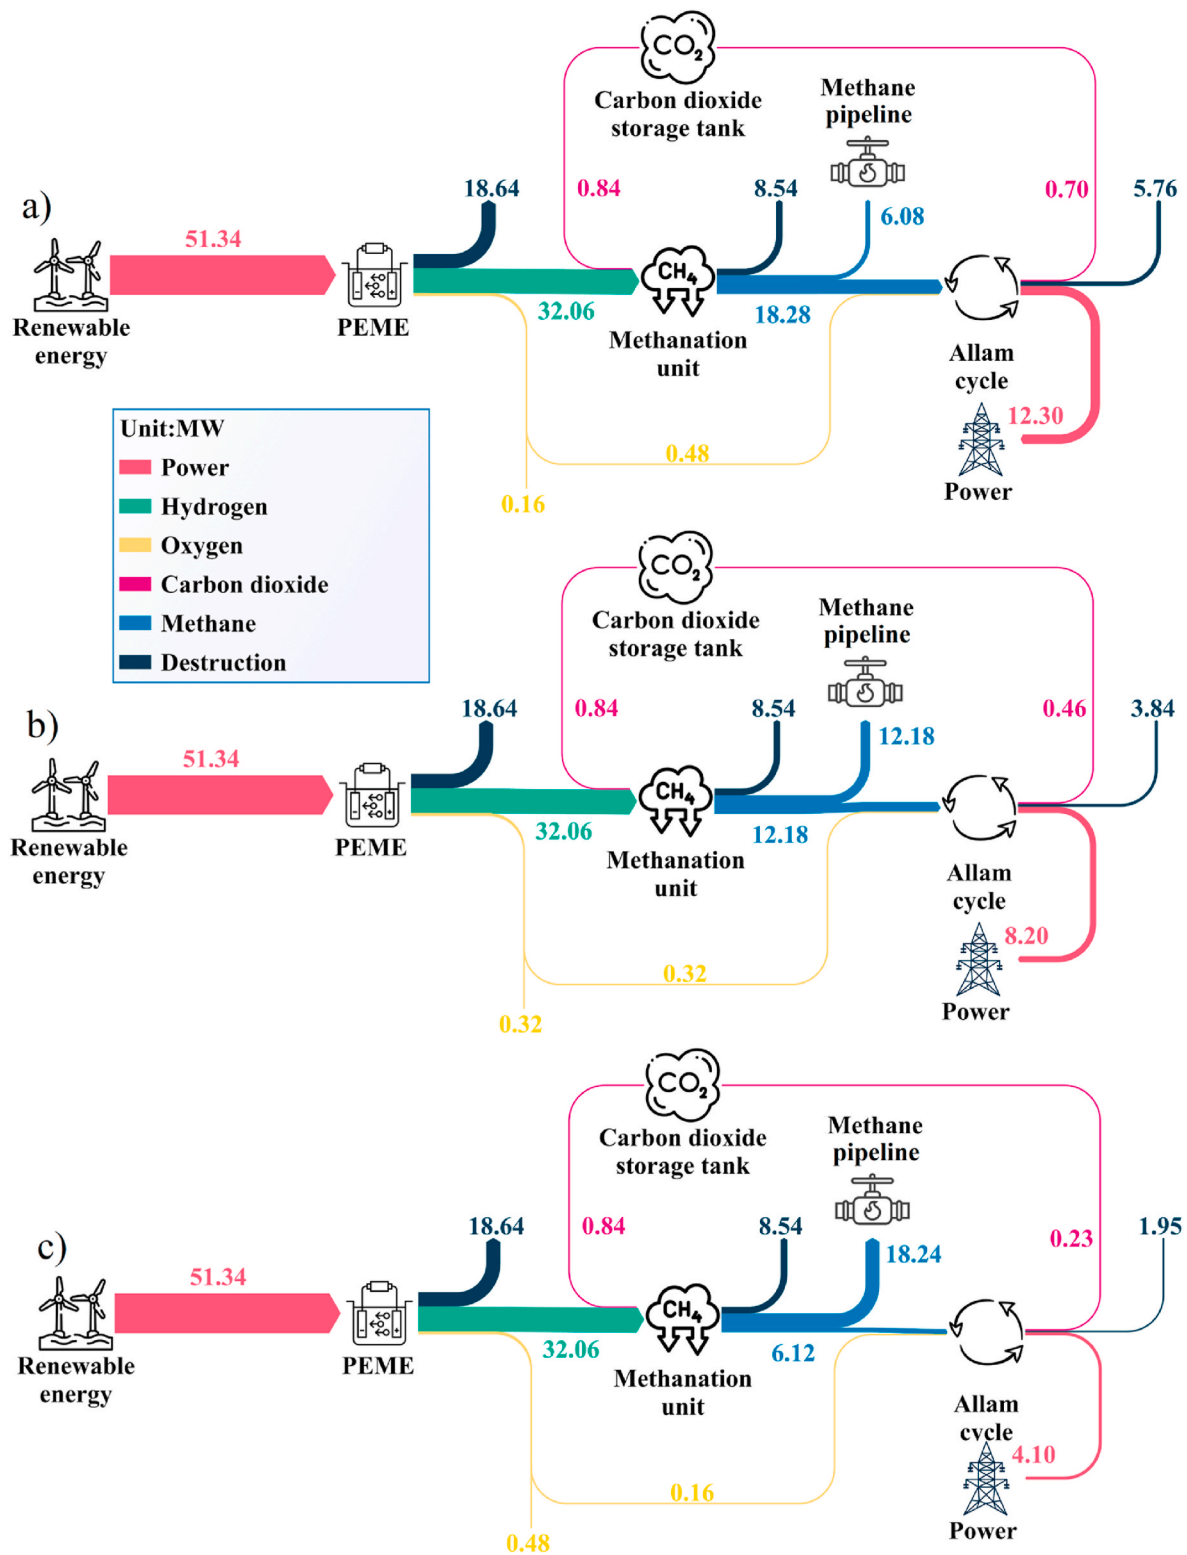 a)
CO2
Carbon dioxide
storage tank
Methane
pipeline
18.64
0.84
8.54
6.08
0.70
5.76
51.34
CH4
Renewable
energy
PEME
32.06
Methanation
unit
18.28
Allam
cycle
12.30
Power
0.48
0.16
Unit:MW
Power
Hydrogen
Oxygen
Carbon dioxide
Methane
Destruction
b)
CO2
Carbon dioxide
storage tank
Methane
pipeline
18.64
0.84
8.54
12.18
0.46
3.84
51.34
CH4
Renewable
energy
PEME
32.06
Methanation
unit
12.18
Allam
cycle
8.20
Power
0.32
0.32
c)
CO2
Carbon dioxide
storage tank
Methane
pipeline
18.64
0.84
8.54
18.24
0.23
1.95
51.34
CH4
Renewable
energy
PEME
32.06
Methanation
unit
6.12
Allam
cycle
4.10
Power
0.16
0.48